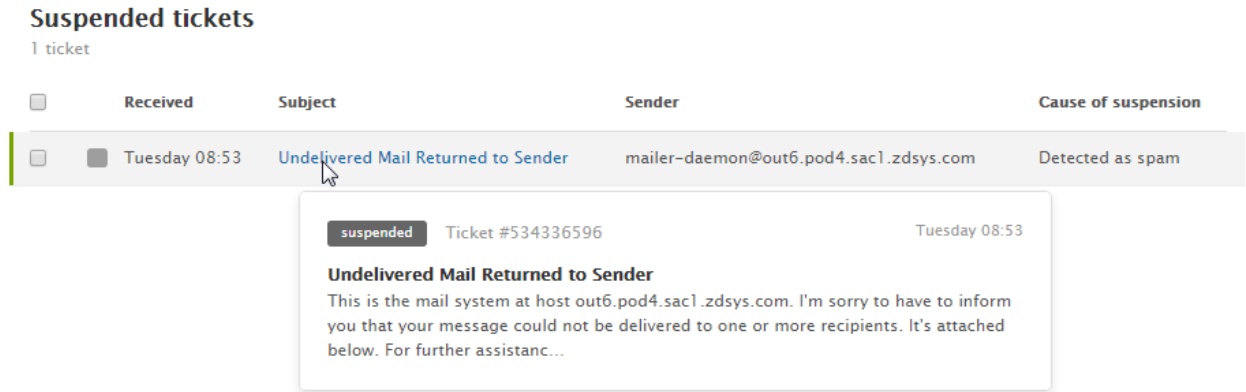 Suspended tickets
1 ticket
Received Subject Sender Cause of suspension
Tuesday 08:53 Undelivered Mail Returned to Sender mailer-daemon@out6.pod4.sac1.zdsys.com Detected as spam
suspended Ticket #534336596 Tuesday 08:53
Undelivered Mail Returned to Sender
This is the mail system at host out6.pod4.sac1.zdsys.com. I'm sorry to have to inform
you that your message could not be delivered to one or more recipients. It's attached
below. For further assistanc...